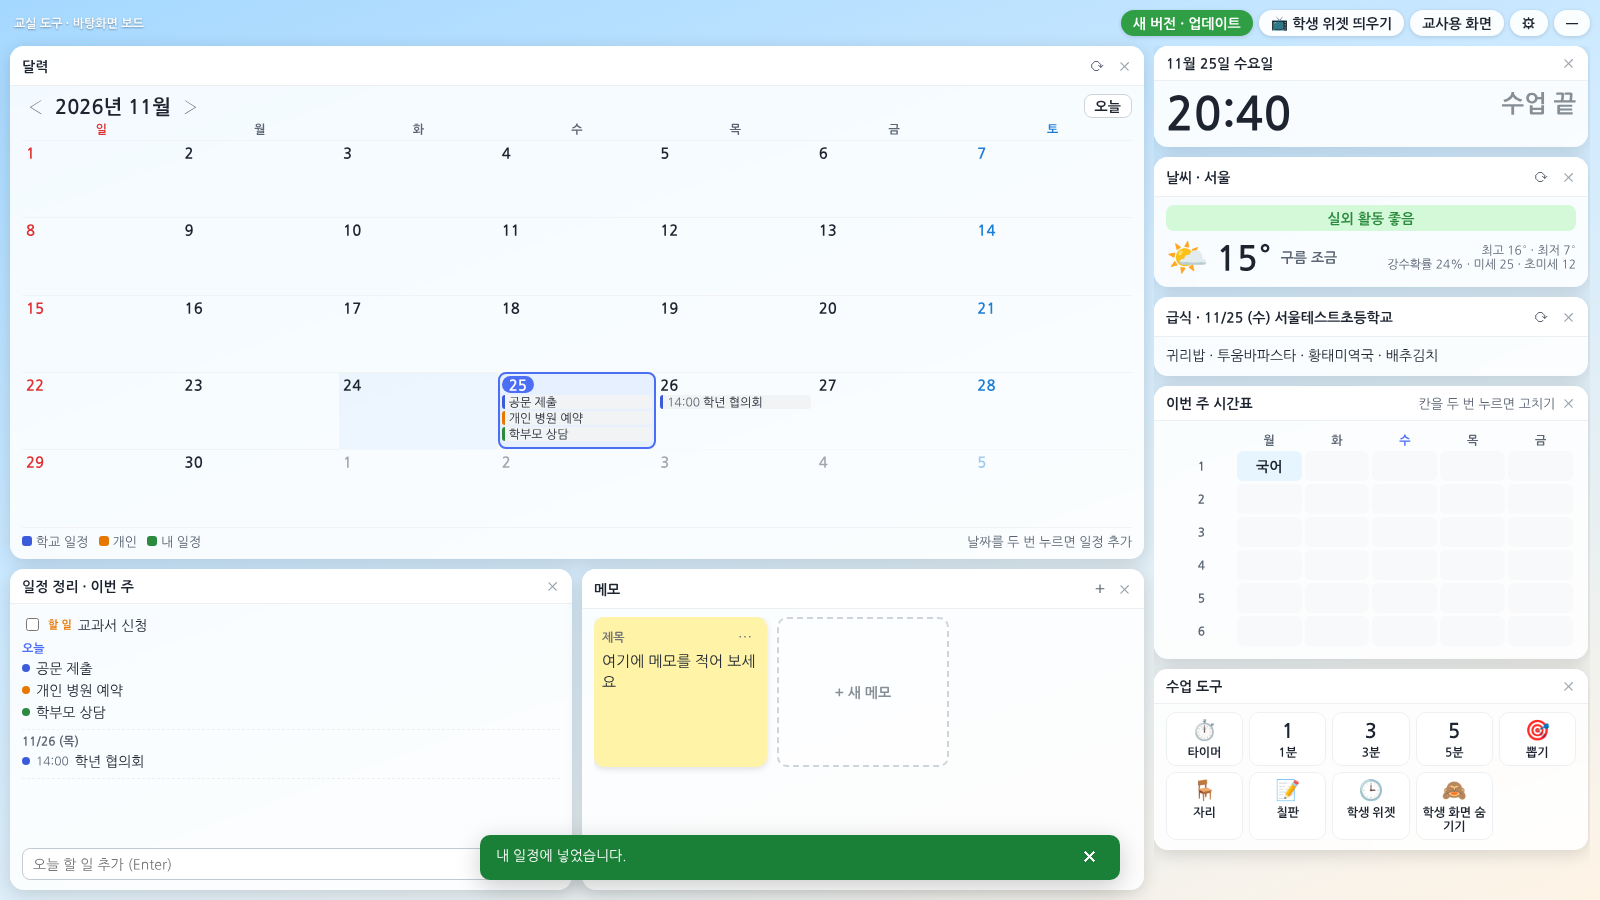 교실 도구 · 바탕화면 보드
새 버전 · 업데이트
학생 위젯 띄우기
교사용 화면
달력
2026년 11월
오늘
일 월 화 수 목 금 토
1 2 3 4 5 6 7
8 9 10 11 12 13 14
15 16 17 18 19 20 21
22 23 24 25 26 27 28
공문 제출
개인 병원 예약
학부모 상담
14:00 학년 협의회
29 30 1 2 3 4 5
학교 일정 개인 내 일정
날짜를 두 번 누르면 일정 추가
일정 정리 · 이번 주
할 일 교과서 신청
오늘
공문 제출
개인 병원 예약
학부모 상담
11/26 (목)
14:00 학년 협의회
오늘 할 일 추가 (Enter)
메모
제목
여기에 메모를 적어 보세
요
+ 새 메모
내 일정에 넣었습니다.
11월 25일 수요일
20:40
수업 끝
날씨 · 서울
실외 활동 좋음
15° 구름 조금
최고 16° · 최저 7°
강수확률 24% · 미세 25 · 초미세 12
급식 · 11/25 (수) 서울테스트초등학교
귀리밥 · 투움바파스타 · 황태미역국 · 배추김치
이번 주 시간표
칸을 두 번 누르면 고치기
월 화 수 목 금
1 국어
2
3
4
5
6
수업 도구
타이머
1
1분
3
3분
5
5분
뽑기
자리
칠판
학생 위젯
학생 화면 숨
기기